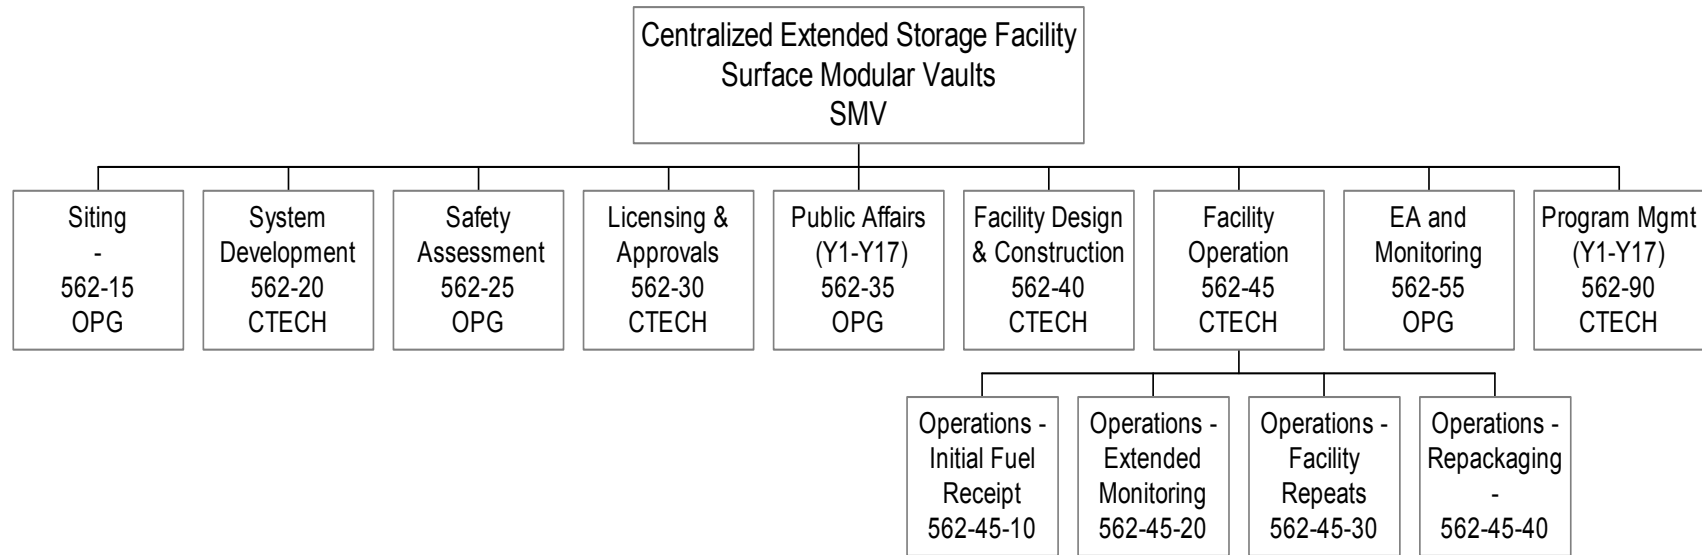 Centralized Extended Storage Facility
Surface Modular Vaults
SMV
Siting
-
562-15
OPG
System
Development
562-20
CTECH
Safety
Assessment
562-25
OPG
Licensing &
Approvals
562-30
CTECH
Public Affairs
(Y1-Y17)
562-35
OPG
Facility Design
& Construction
562-40
CTECH
Facility
Operation
562-45
CTECH
EA and
Monitoring
562-55
OPG
Program Mgmt
(Y1-Y17)
562-90
CTECH
Operations -
Initial Fuel
Receipt
562-45-10
Operations -
Extended
Monitoring
562-45-20
Operations -
Facility
Repeats
562-45-30
Operations -
Repackaging
-
562-45-40